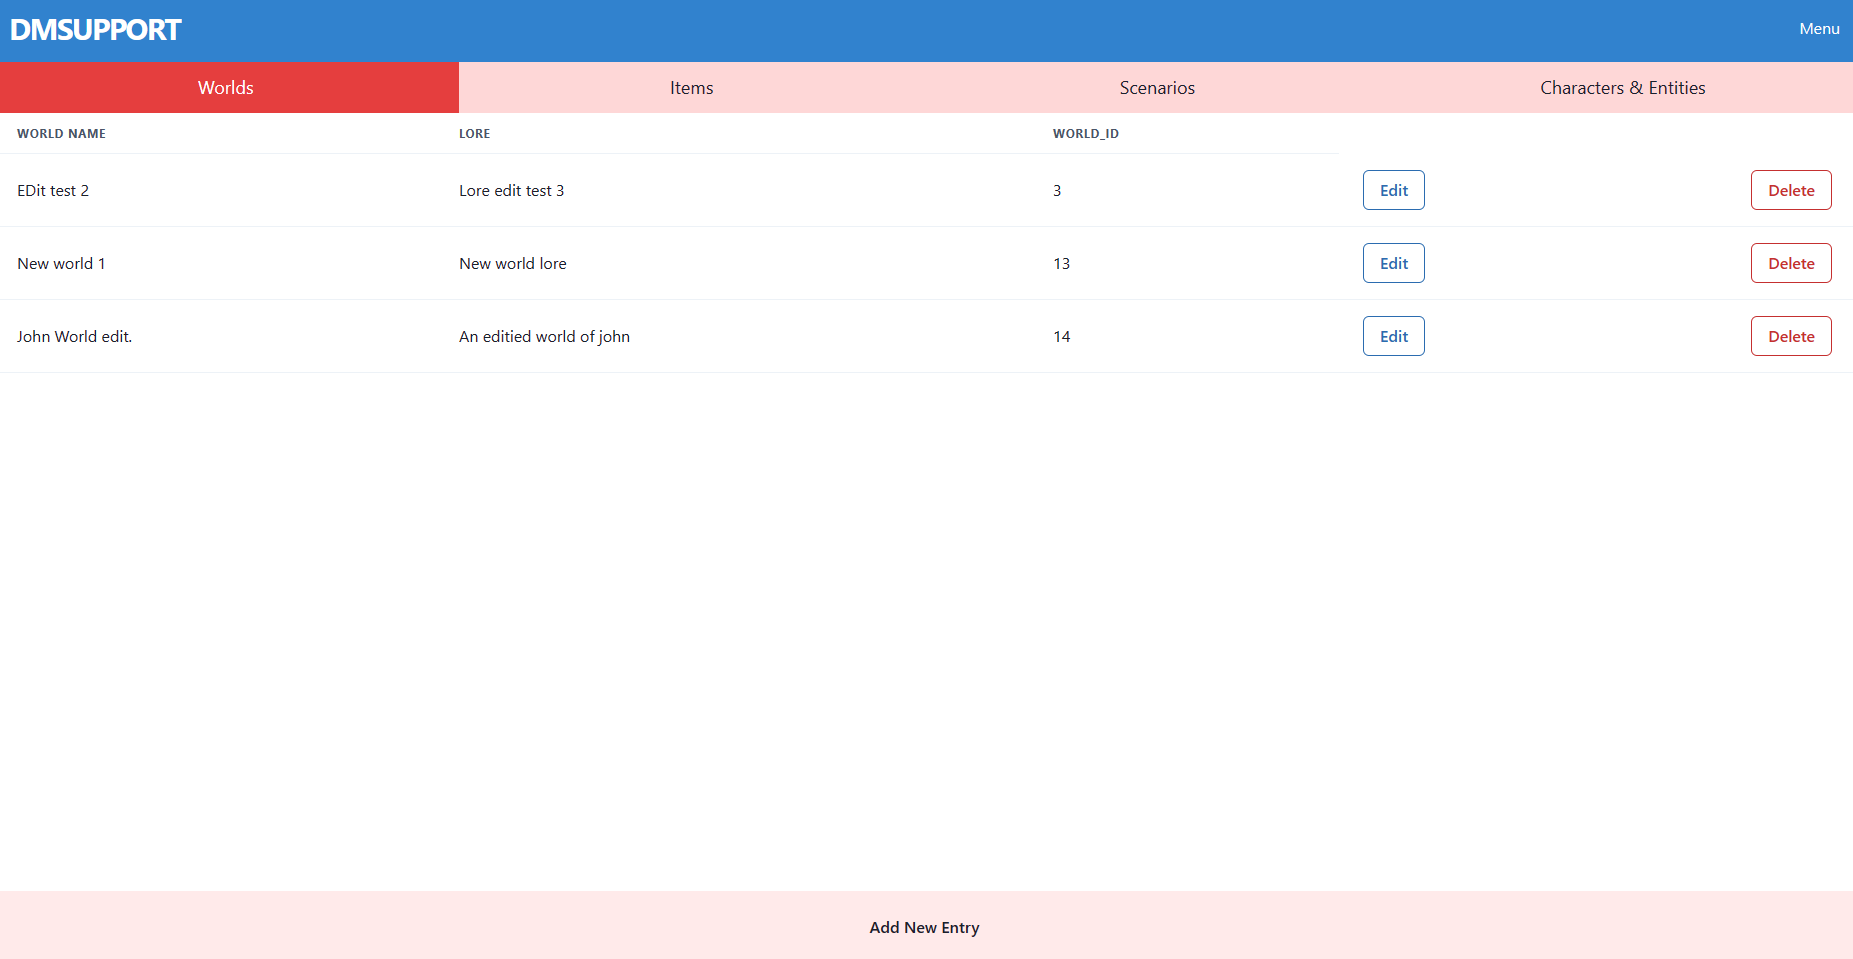 DMSUPPORT Menu
Worlds Items Scenarios Characters & Entities
WORLD NAME LORE WORLD_ID
EDit test 2 Lore edit test 3 3 Edit Delete
New world 1 New world lore 13 Edit Delete
John World edit. An editied world of john 14 Edit Delete
Add New Entry